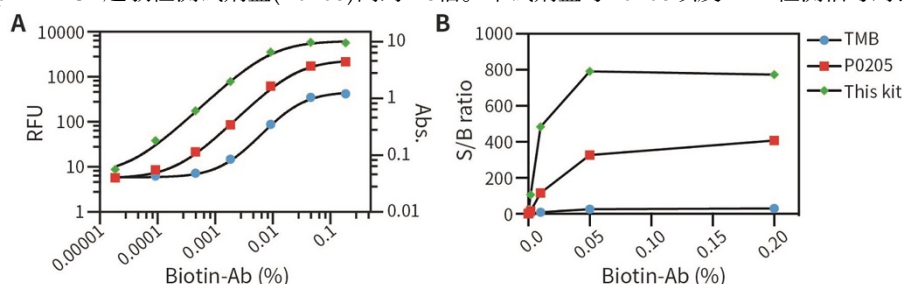 A
B
10000
1000
100
10
1
RFU
10
1
0.1
0.01
Abs.
0.00001
0.0001
0.001
0.01
0.1
Biotin-Ab (%)
1000
800
600
400
200
0
S/B ratio
0.0
0.05
0.10
0.15
0.20
Biotin-Ab (%)
TMB
P0205
This kit